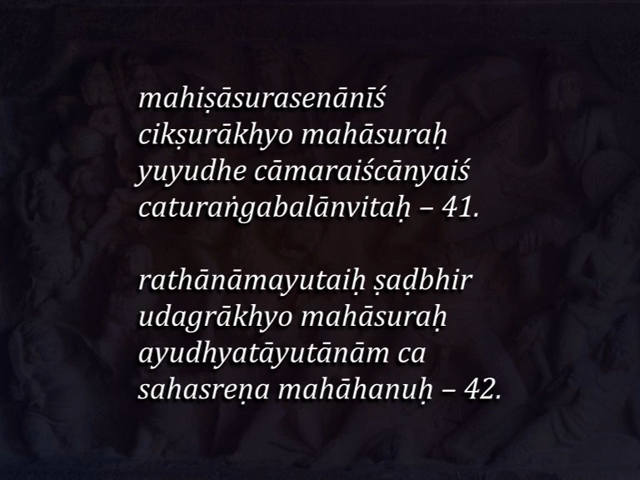 mahiṣāsurasenānīś
cikṣurākhyo mahāsuraḥ
yuyudhe cāmaraiścānyaiś
caturaṅgabalānvitaḥ – 41.
rathānāmayutaiḥ ṣaḍbhir
udagrākhyo mahāsuraḥ
ayudhyatāyutānām ca
sahasreṇa mahāhanuḥ – 42.